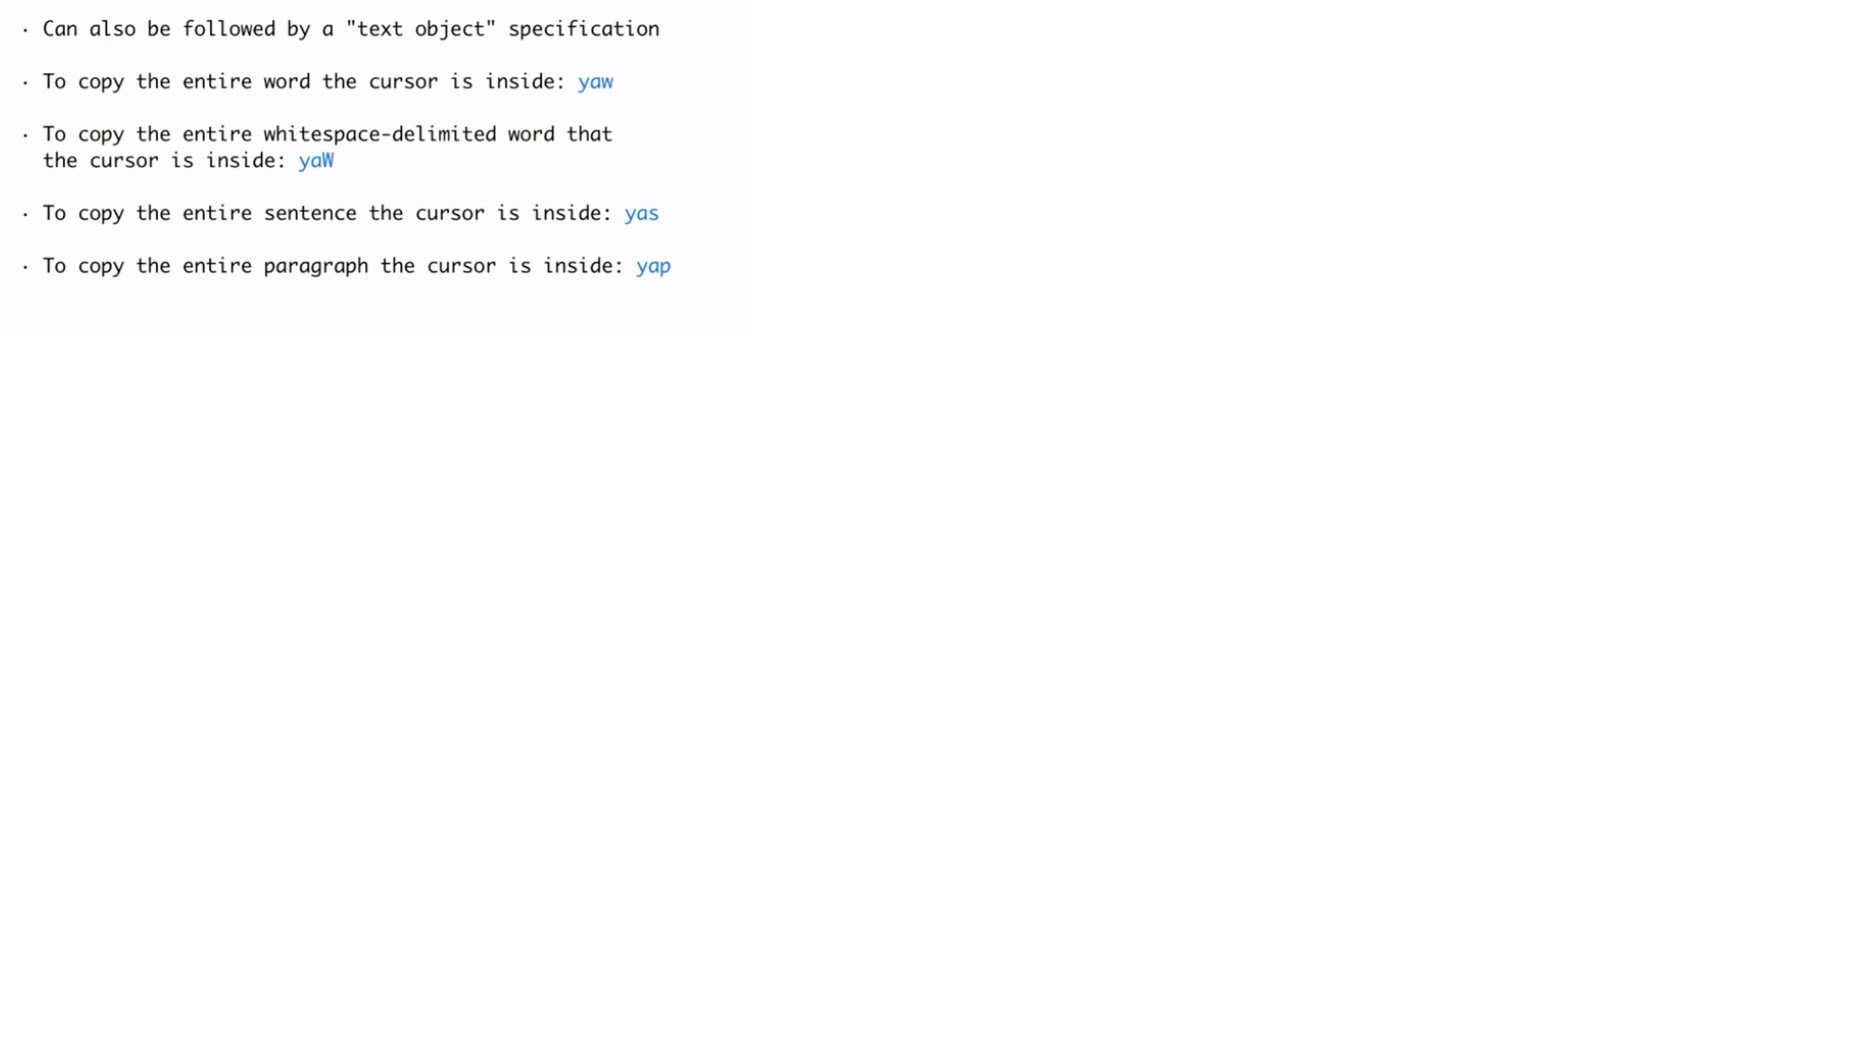 · Can also be followed by a "text object" specification
· To copy the entire word the cursor is inside: yaw
· To copy the entire whitespace-delimited word that
the cursor is inside: yaW
· To copy the entire sentence the cursor is inside: yas
· To copy the entire paragraph the cursor is inside: yap